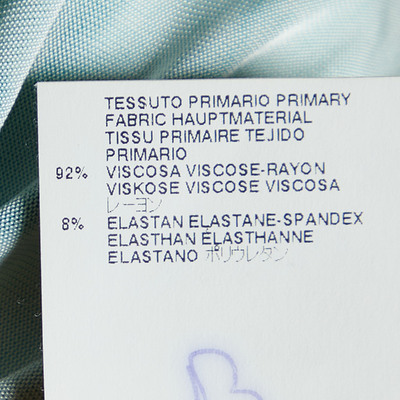 TESSUTO PRIMARIO PRIMARY
FABRIC HAUPTMATERIAL
TISSU PRIMAIRE TEJIDO
PRIMARIO
92% VISCOSA VISCOSE-RAYON
VISKOSE VISCOSE VISCOSA
レーヨン
8% ELASTAN ELASTANE-SPANDEX
ELASTHAN ÉLASTHANNE
ELASTANO ポリウレタン